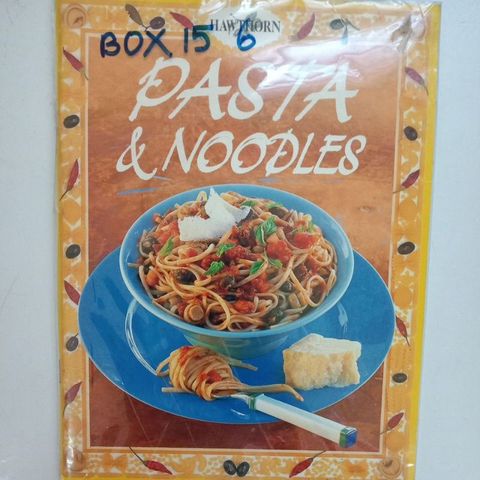 HAWTHORN
BOX 15 6
PASTA
& NOODLES